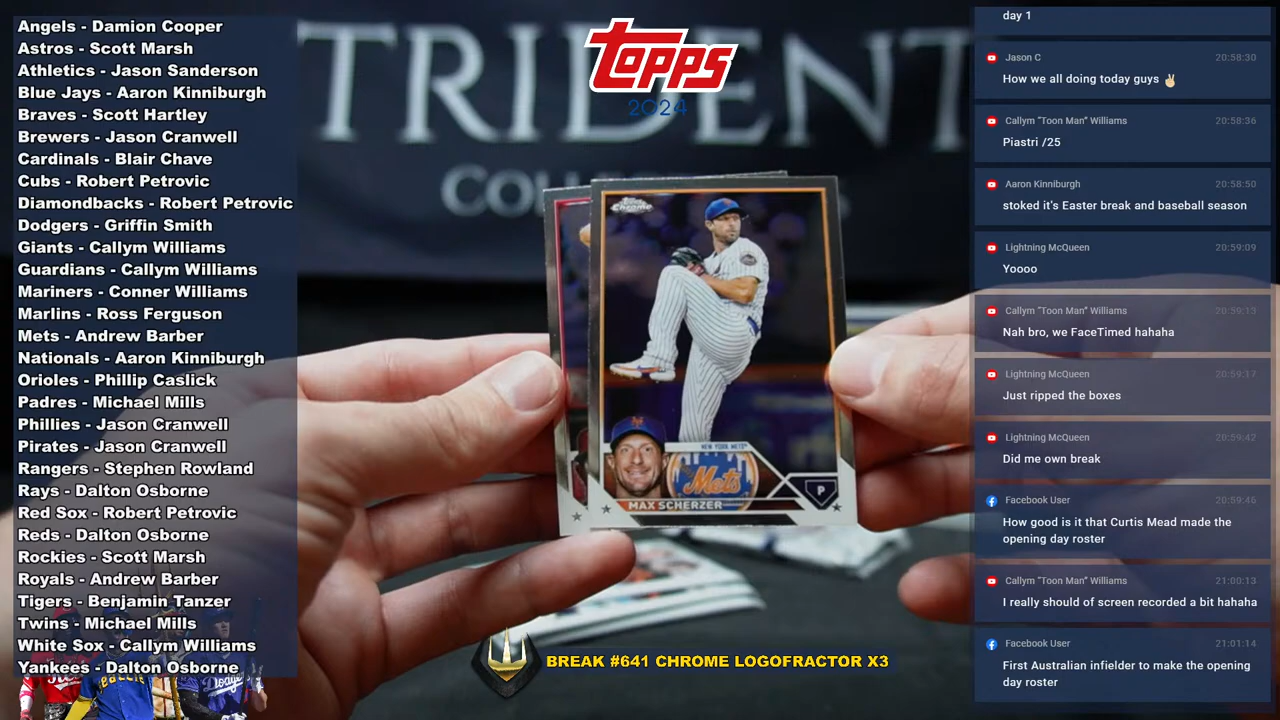 Angels - Damion Cooper
Astros - Scott Marsh
Athletics - Jason Sanderson
Blue Jays - Aaron Kinniburgh
Braves - Scott Hartley
Brewers - Jason Cranwell
Cardinals - Blair Chave
Cubs - Robert Petrovic
Diamondbacks - Robert Petrovic
Dodgers - Griffin Smith
Giants - Callym Williams
Guardians - Callym Williams
Mariners - Conner Williams
Marlins - Ross Ferguson
Mets - Andrew Barber
Nationals - Aaron Kinniburgh
Orioles - Phillip Caslick
Padres - Michael Mills
Phillies - Jason Cranwell
Pirates - Jason Cranwell
Rangers - Stephen Rowland
Rays - Dalton Osborne
Red Sox - Robert Petrovic
Reds - Dalton Osborne
Rockies - Scott Marsh
Royals - Andrew Barber
Tigers - Benjamin Tanzer
Twins - Michael Mills
White Sox - Callym Williams
Yankees - Dalton Osborne
TRIDENT
topps
2024
Topps
Chrome
NEW YORK METS
Mets
MAX SCHERZER
P
BREAK #641 CHROME LOGOFRACTOR X3
day 1
Jason C 20:58:30
How we all doing today guys ✌🏼
Callym "Toon Man" Williams 20:58:36
Piastri /25
Aaron Kinniburgh 20:58:50
stoked it's Easter break and baseball season
Lightning McQueen 20:59:09
Yoooo
Callym "Toon Man" Williams 20:59:13
Nah bro, we FaceTimed hahaha
Lightning McQueen 20:59:17
Just ripped the boxes
Lightning McQueen 20:59:42
Did me own break
Facebook User 20:59:46
How good is it that Curtis Mead made the
opening day roster
Callym "Toon Man" Williams 21:00:13
I really should of screen recorded a bit hahaha
Facebook User 21:01:14
First Australian infielder to make the opening
day roster